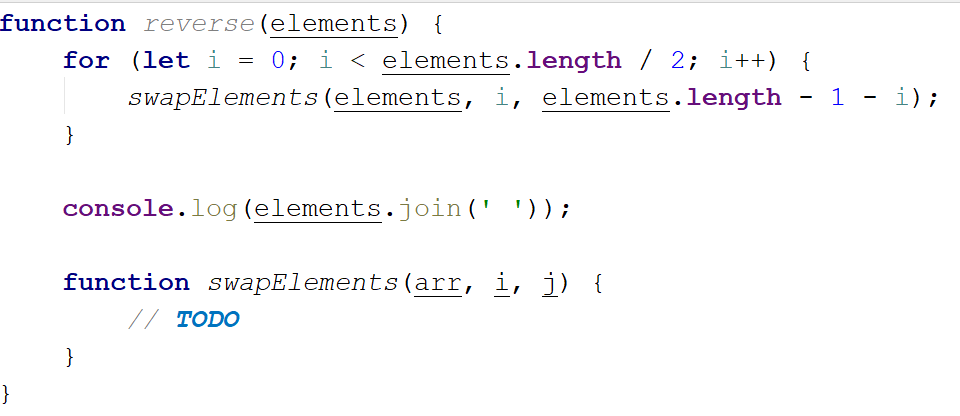 function reverse(elements) {
    for (let i = 0; i < elements.length / 2; i++) {
        swapElements(elements, i, elements.length - 1 - i);
    }

    console.log(elements.join(' '));

    function swapElements(arr, i, j) {
        // TODO
    }
}